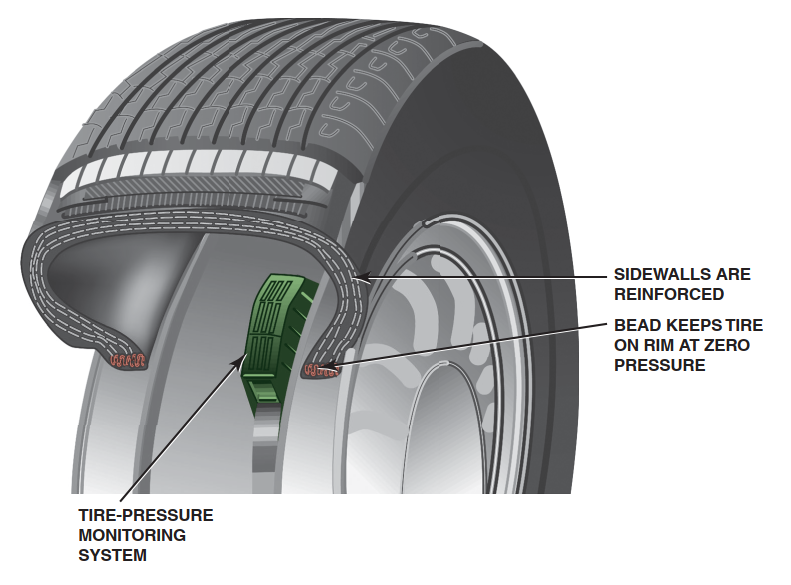 SIDEWALLS ARE
REINFORCED
BEAD KEEPS TIRE
ON RIM AT ZERO
PRESSURE
TIRE-PRESSURE
MONITORING
SYSTEM